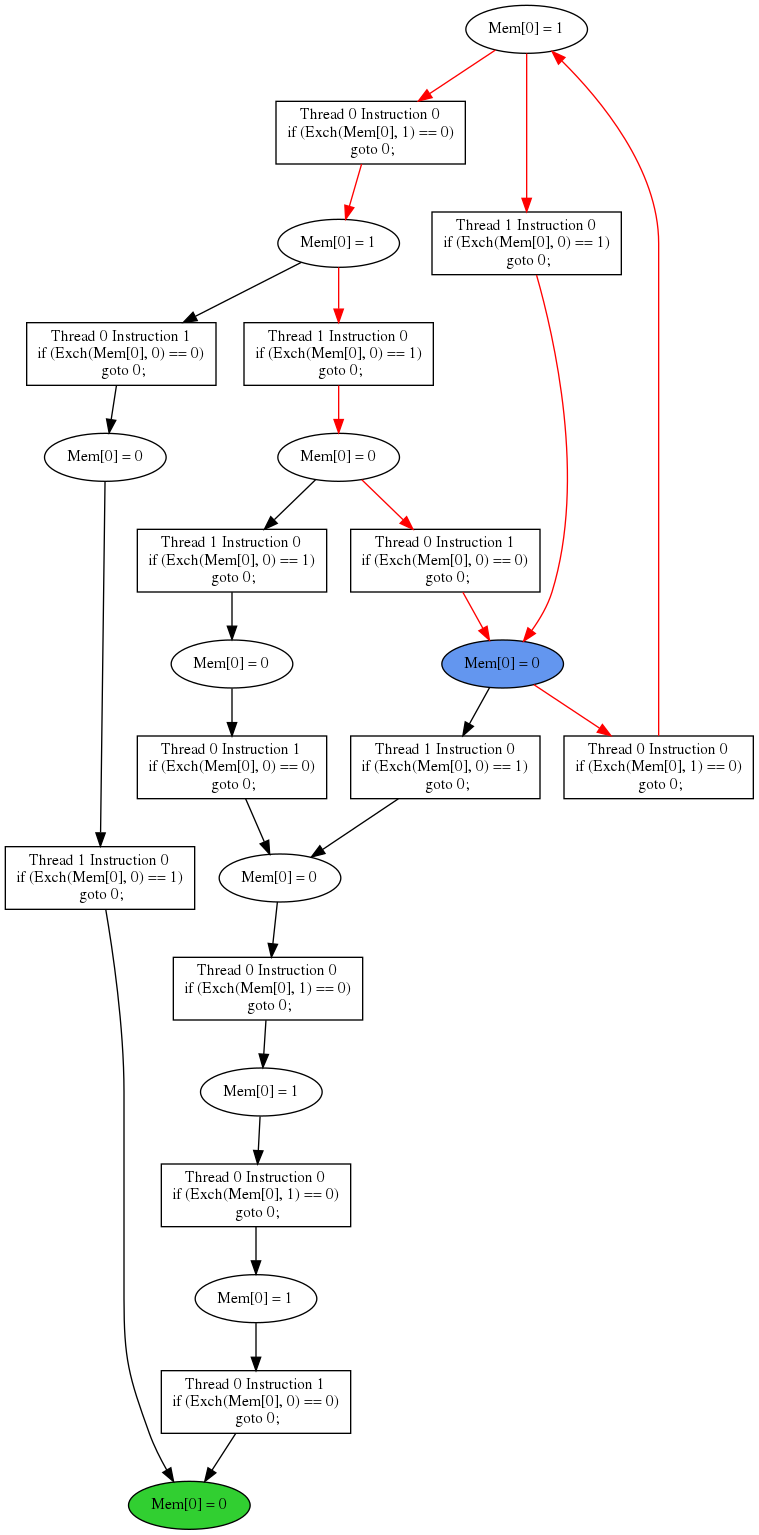 Mem[0] = 1
Thread 0 Instruction 0
if (Exch(Mem[0], 1) == 0)
goto 0;
Mem[0] = 1
Thread 1 Instruction 0
if (Exch(Mem[0], 0) == 1)
goto 0;
Thread 0 Instruction 1
if (Exch(Mem[0], 0) == 0)
goto 0;
Thread 1 Instruction 0
if (Exch(Mem[0], 0) == 1)
goto 0;
Mem[0] = 0
Mem[0] = 0
Thread 1 Instruction 0
if (Exch(Mem[0], 0) == 1)
goto 0;
Thread 0 Instruction 1
if (Exch(Mem[0], 0) == 0)
goto 0;
Mem[0] = 0
Mem[0] = 0
Thread 0 Instruction 1
if (Exch(Mem[0], 0) == 0)
goto 0;
Thread 1 Instruction 0
if (Exch(Mem[0], 0) == 1)
goto 0;
Thread 0 Instruction 0
if (Exch(Mem[0], 1) == 0)
goto 0;
Thread 1 Instruction 0
if (Exch(Mem[0], 0) == 1)
goto 0;
Mem[0] = 0
Thread 0 Instruction 0
if (Exch(Mem[0], 1) == 0)
goto 0;
Mem[0] = 1
Thread 0 Instruction 0
if (Exch(Mem[0], 1) == 0)
goto 0;
Mem[0] = 1
Thread 0 Instruction 1
if (Exch(Mem[0], 0) == 0)
goto 0;
Mem[0] = 0